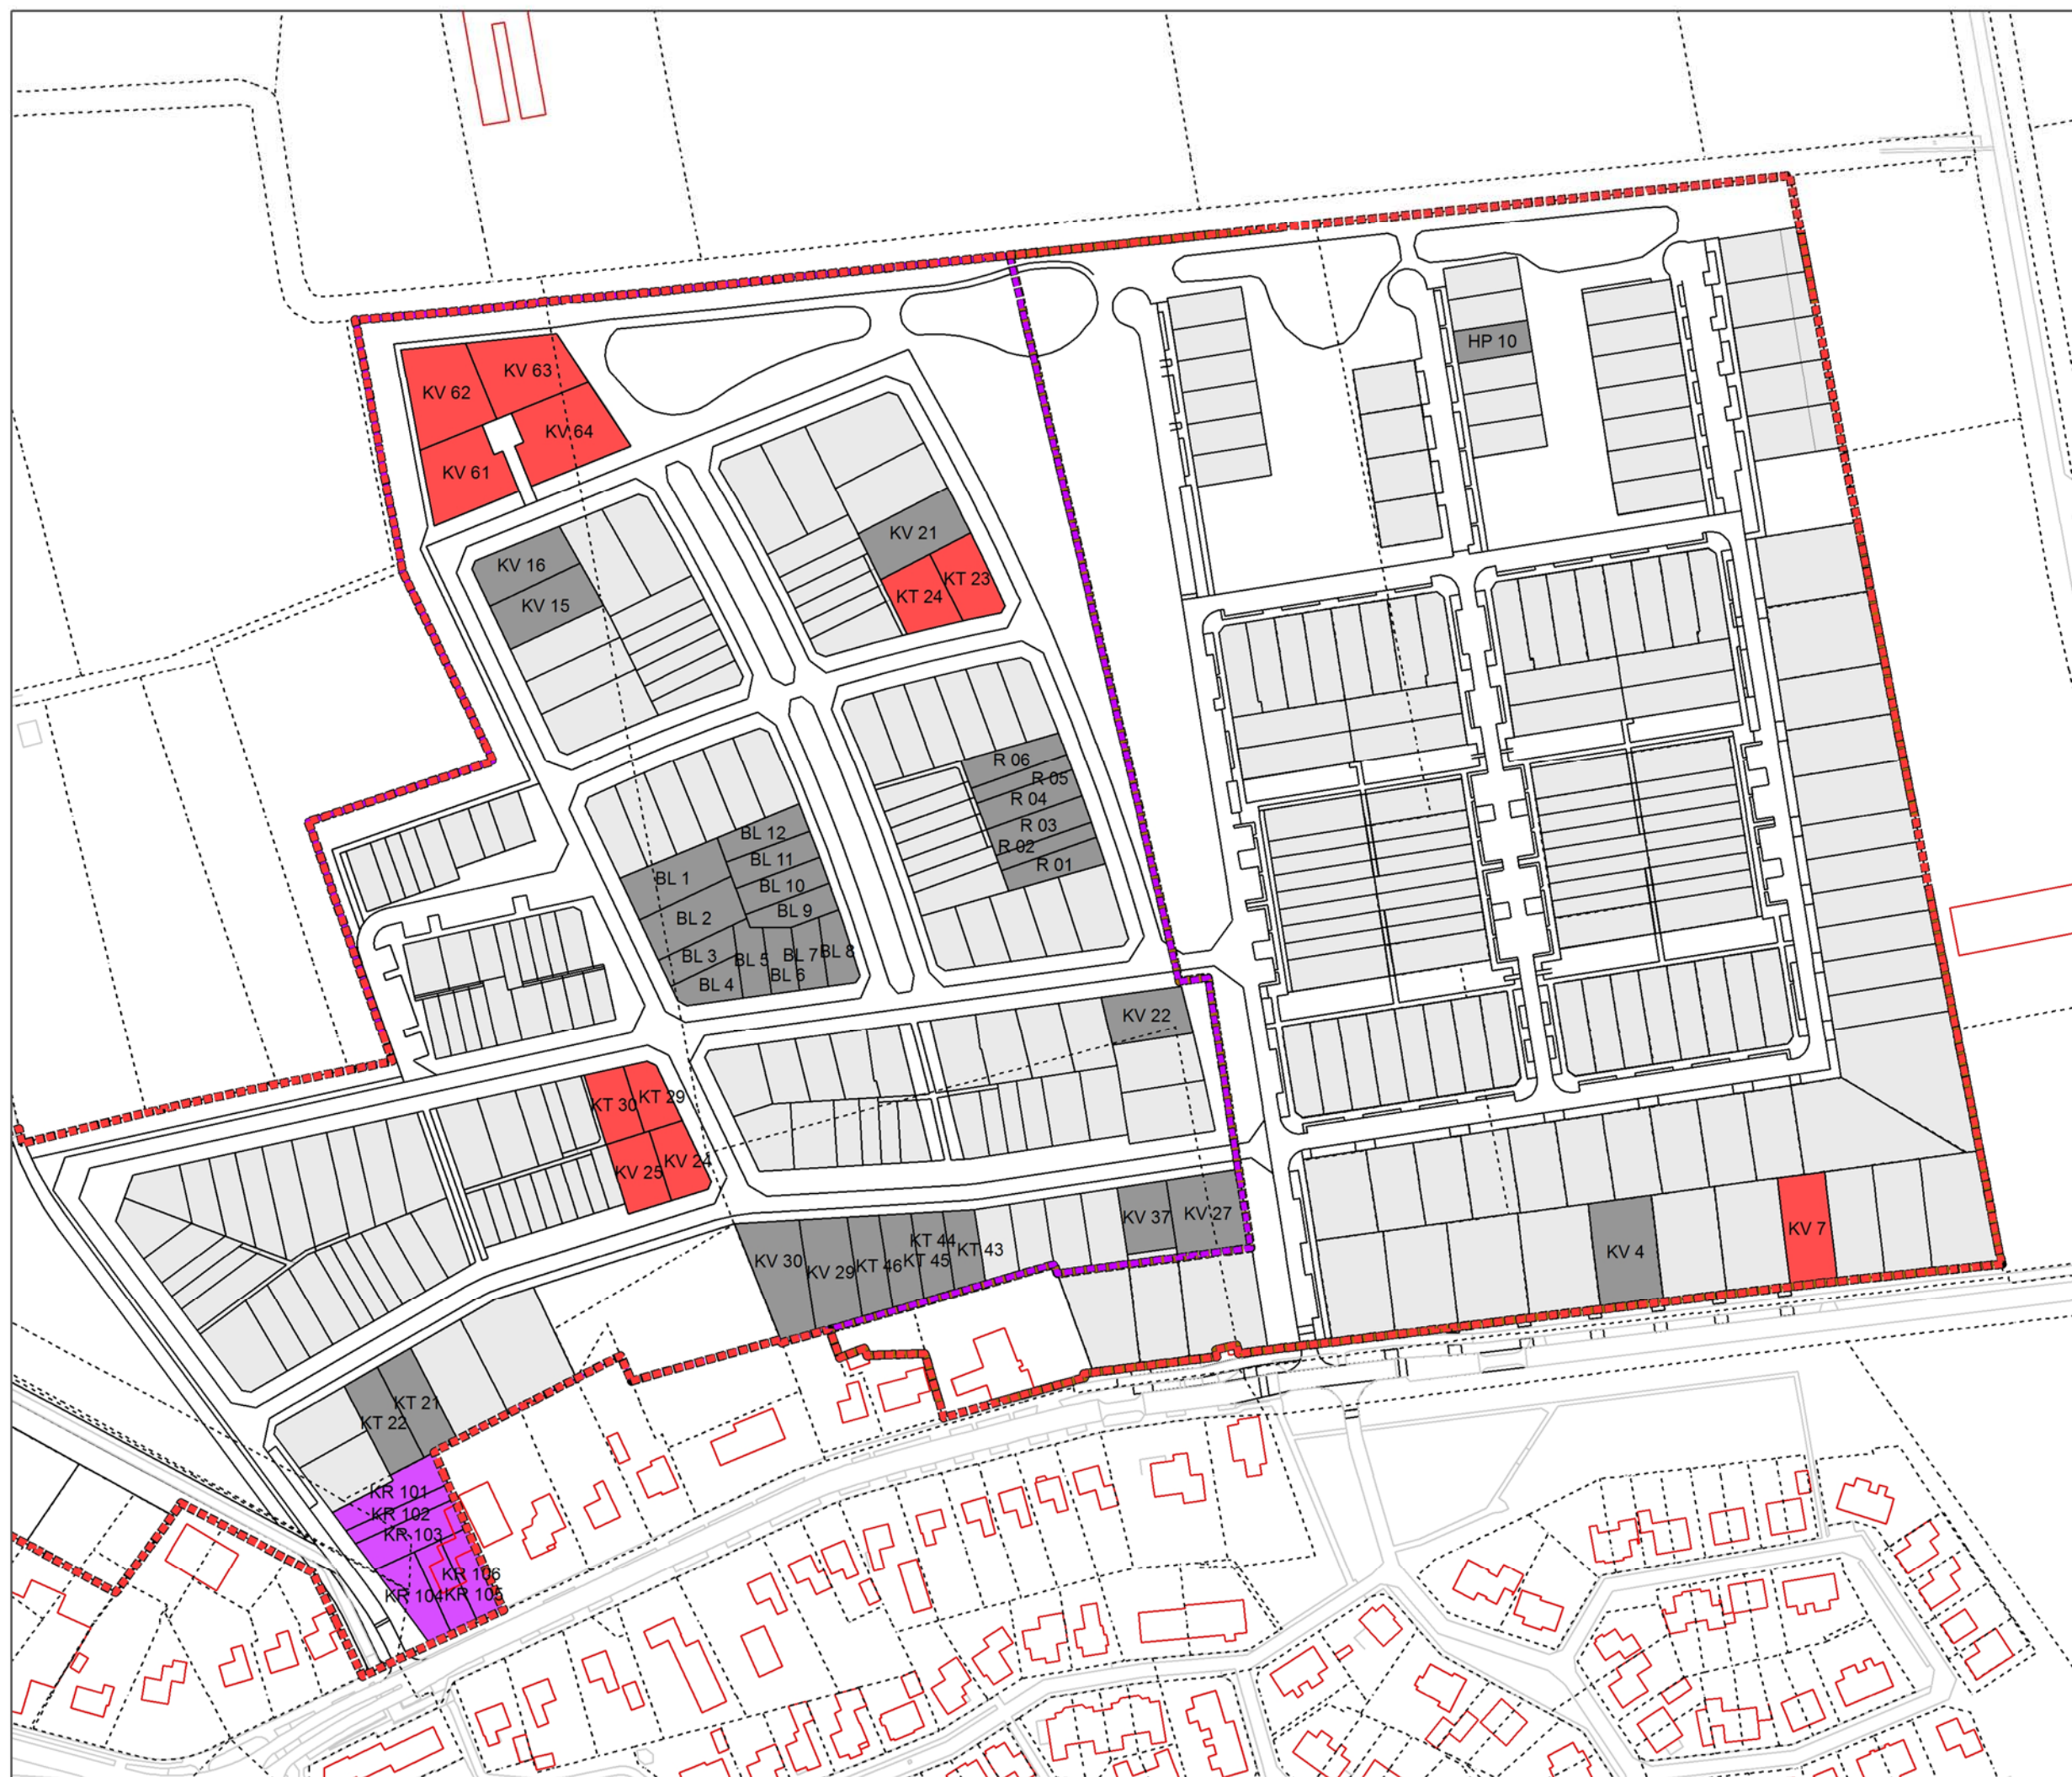 HP 10
KV 63
KV 62
KV 64
KV 61
KV 21
KV 16
KT 23
KT 24
KV 15
R 06
R 05
R 04
R 03
R 02
R 01
BL 12
BL 11
BL 1
BL 10
BL 9
BL 2
BL 7
BL 8
BL 3
BL 5
BL 6
BL 4
KV 22
KT 29
KT 30
KV 24
KV 25
KV 37
KV 27
KV 7
KT 44
KT 43
KV 4
KV 30
KT 45
KT 46
KV 29
KT 21
KT 22
KR 101
KR 102
KR 103
KR 106
KR 104
KR 105